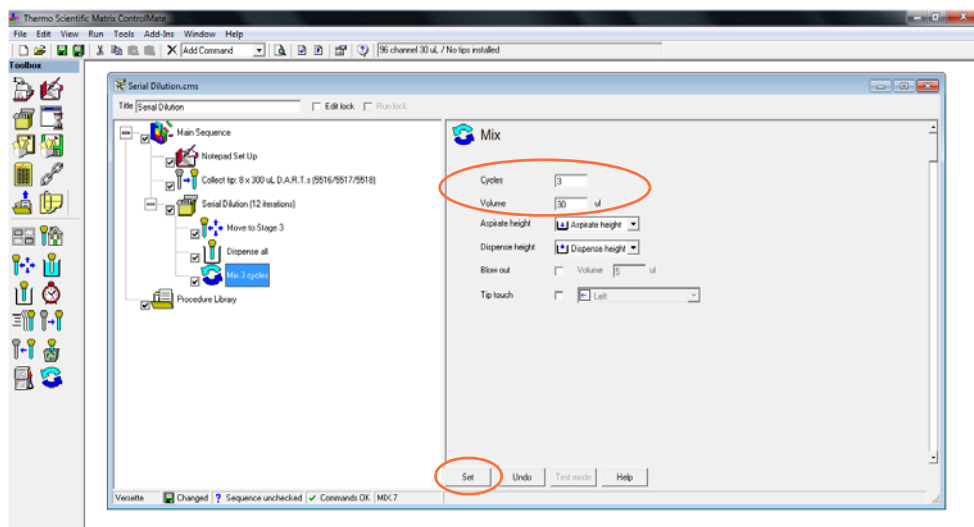 Thermo Scientific Matrix ControlMate
File Edit View Run Tools Add-Ins Window Help
Add Command 96 channel 30 uL / No tips installed
Toolbox
Serial Dilution.cms
Title Serial Dilution Edit lock Run lock
Main Sequence
Notepad Set Up
Collect tip: 8 x 300 uL D.A.R.T.s (5516/5517/5518)
Serial Dilution (12 iterations)
Move to Stage 3
Dispense all
Mix 3 cycles
Procedure Library
Mix
Cycles 3
Volume 30 ul
Aspirate height Aspirate height
Dispense height Dispense height
Blow out Volume 5 ul
Tip touch Left
Set Undo Test mode Help
Versette Changed ? Sequence unchecked Commands OK MIX:7